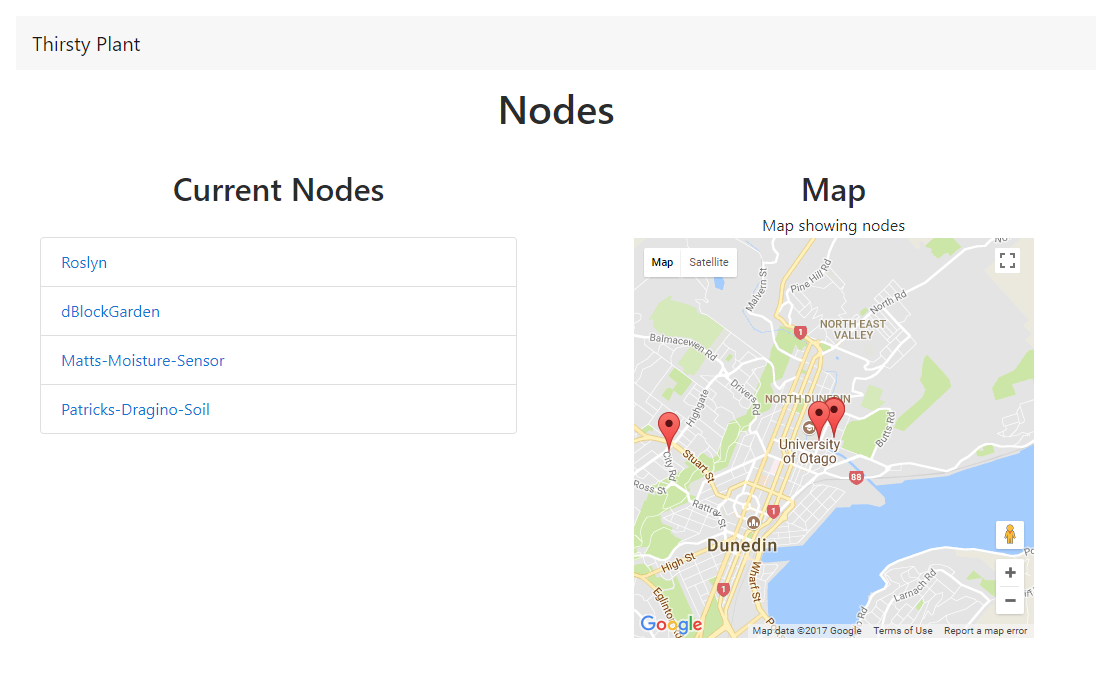 Thirsty Plant
Nodes
Current Nodes
Roslyn
dBlockGarden
Matts-Moisture-Sensor
Patricks-Dragino-Soil
Map
Map showing nodes
Map Satellite
Malvern St
Pine Hill Rd
North Rd
1
NORTH EAST
VALLEY
Balmacewen Rd
Drivers Rd
Highgate
NORTH DUNEDIN
Butts Rd
University
of Otago
City Rd
Stuart St
88
Ross St
Rattray St
1
Dunedin
High St
Wharf St
1
Larnach Rd
+
−
Google
Map data ©2017 Google Terms of Use Report a map error